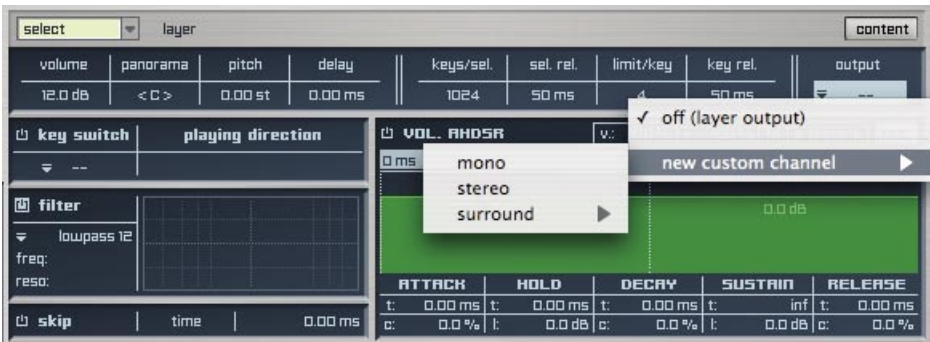 select layer content
volume panorama pitch delay keys/sel. sel. rel. limit/key key rel. output
12.0 dB <C> 0.00 st 0.00 ms 1024 50 ms 4 50 ms --
✓ off (layer output)
key switch playing direction VOL. AHDSR v.:
-- 0 ms mono new custom channel
stereo
filter surround 0.0 dB
lowpass 12
freq:
reso: ATTACK HOLD DECAY SUSTAIN RELEASE
t: 0.00 ms t: 0.00 ms t: 0.00 ms t: inf t: 0.00 ms
skip time 0.00 ms c: 0.0 % l: 0.0 dB c: 0.0 % l: 0.0 dB c: 0.0 %